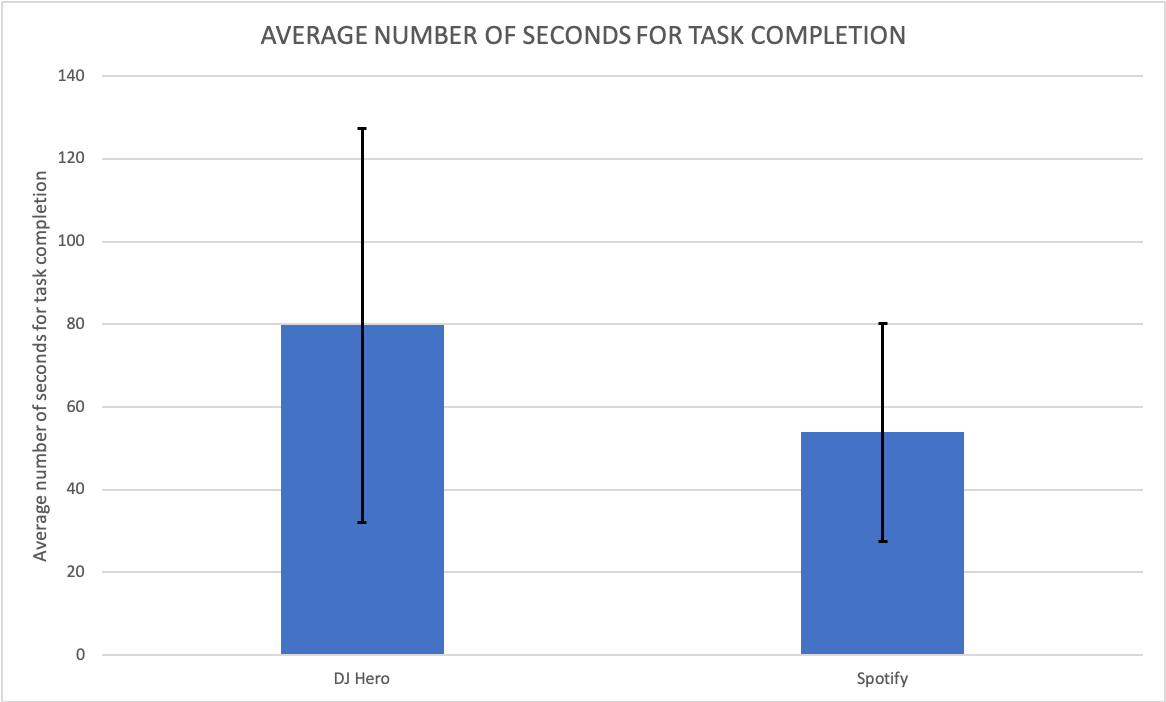 AVERAGE NUMBER OF SECONDS FOR TASK COMPLETION
Average number of seconds for task completion
140
120
100
80
60
40
20
0
DJ Hero
Spotify